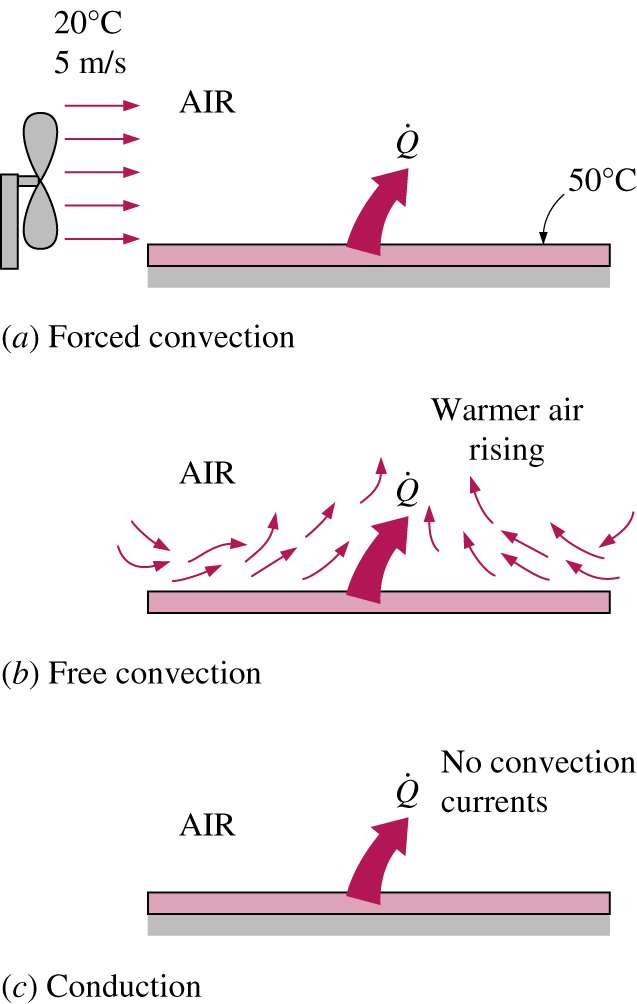 20°C
5 m/s
AIR
Q̇
50°C
(a) Forced convection
Warmer air
rising
AIR
Q̇
(b) Free convection
No convection
currents
Q̇
AIR
(c) Conduction